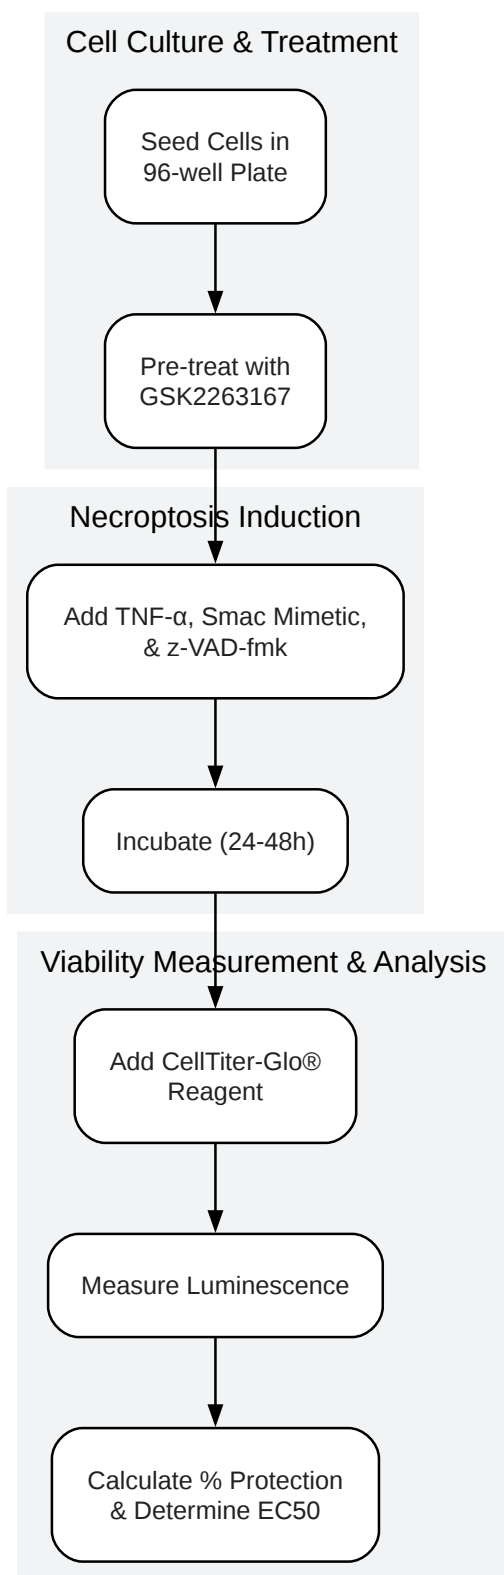 Cell Culture & Treatment
Seed Cells in
96-well Plate
Pre-treat with
GSK2263167
Necroptosis Induction
Add TNF-α, Smac Mimetic,
& z-VAD-fmk
Incubate (24-48h)
Viability Measurement & Analysis
Add CellTiter-Glo®
Reagent
Measure Luminescence
Calculate % Protection
& Determine EC50